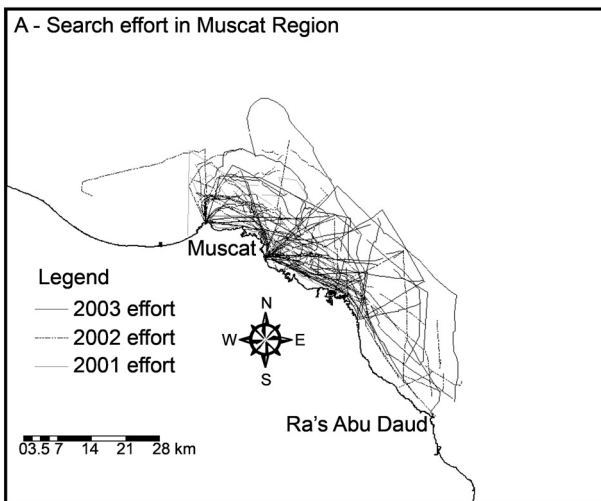 A - Search effort in Muscat Region
Muscat
Legend
2003 effort
2002 effort
2001 effort
N
W E
S
Ra's Abu Daud
03.5 7 14 21 28 km